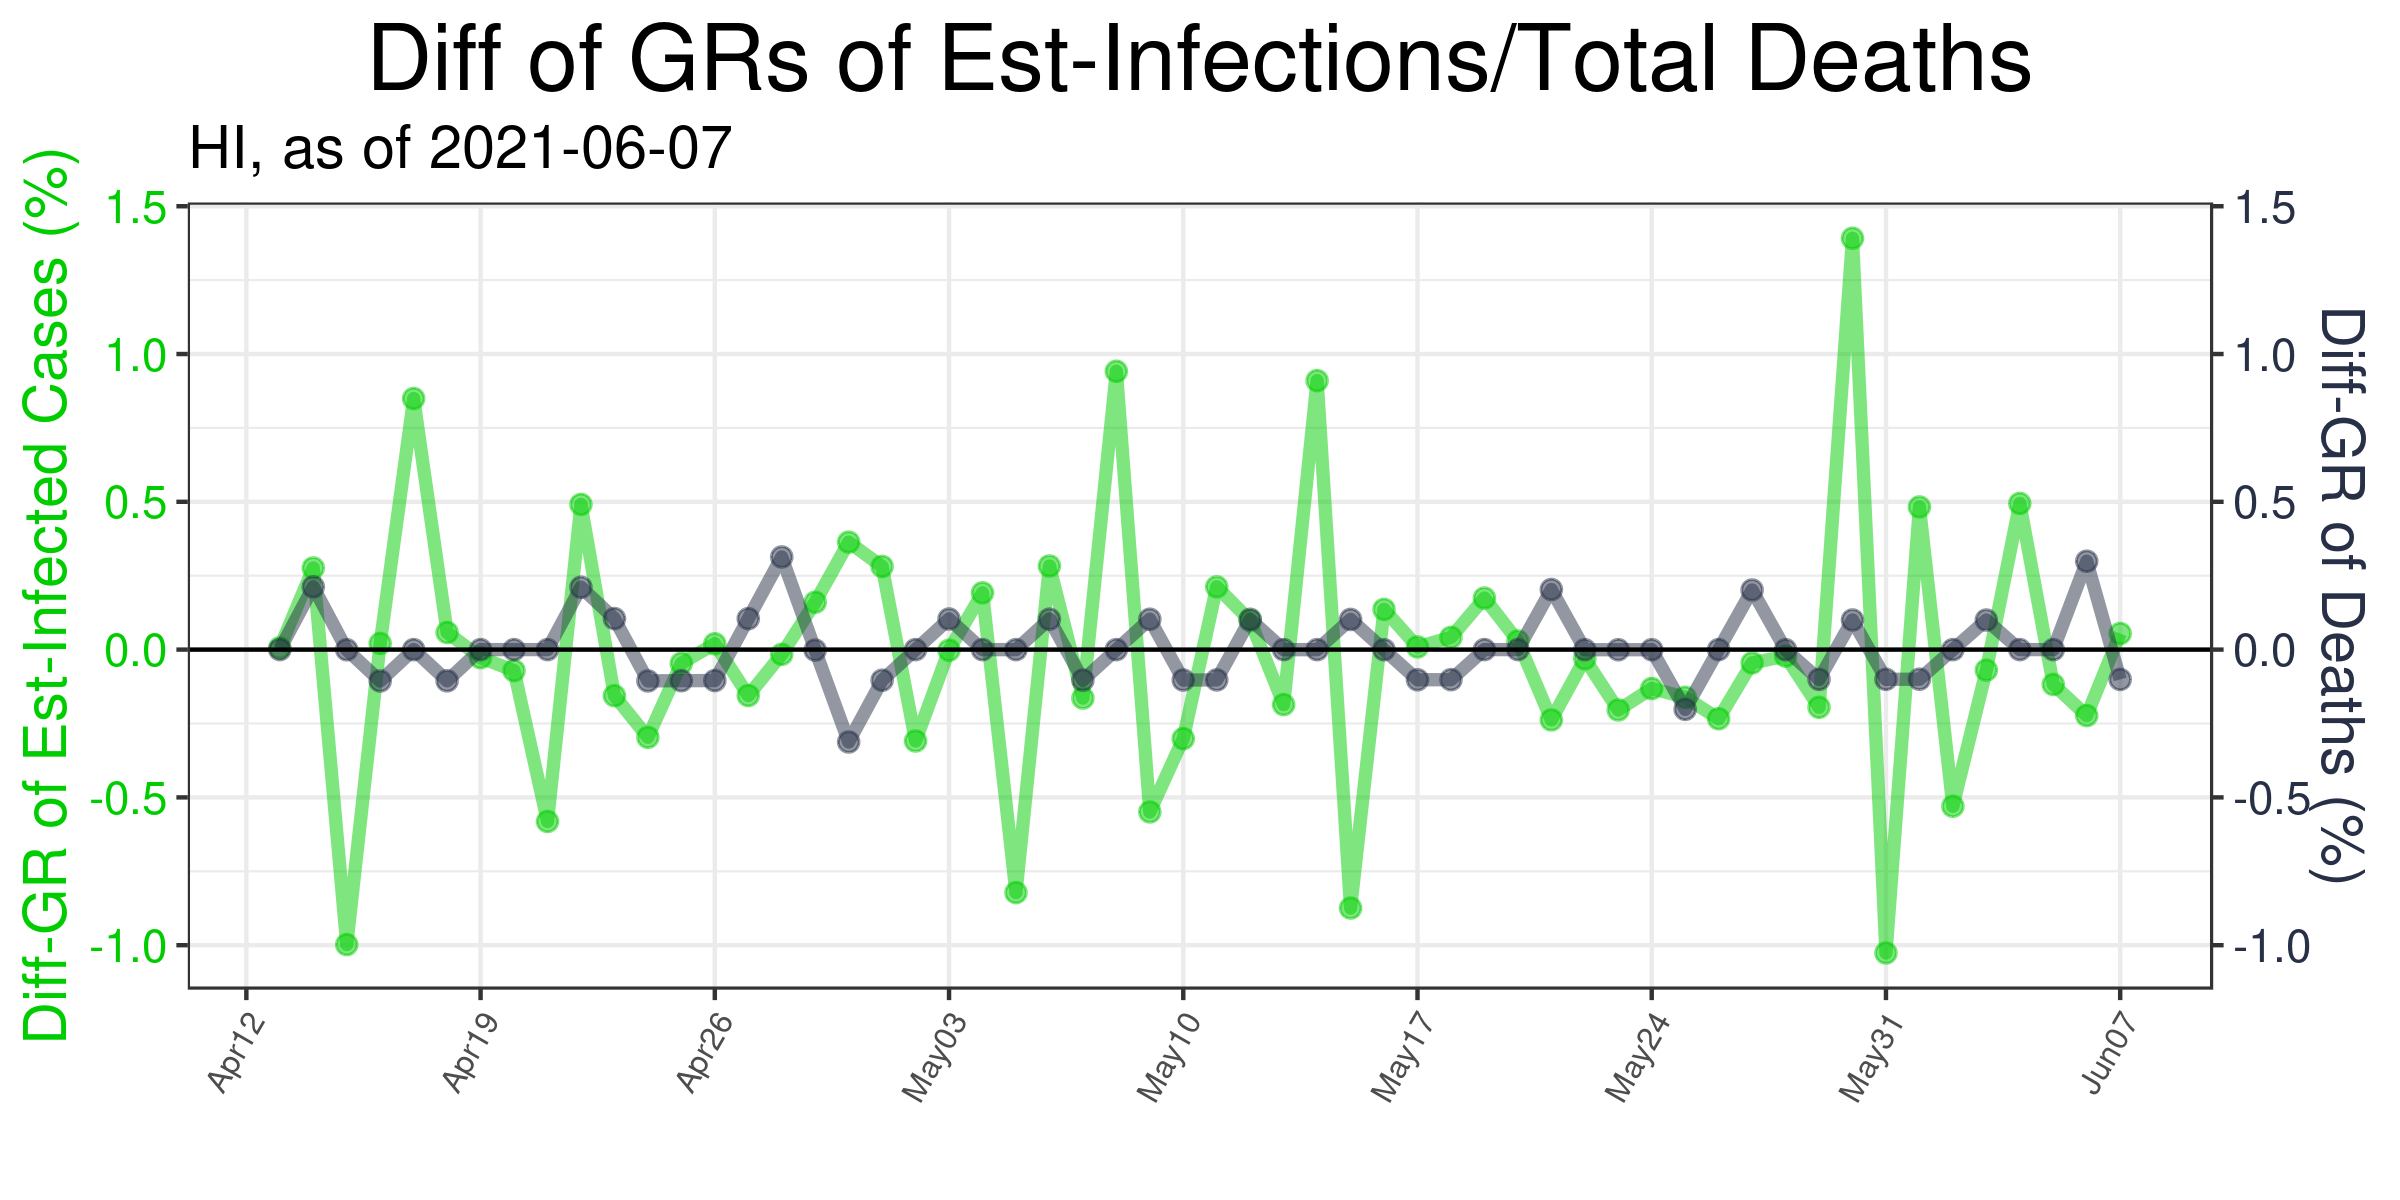 Diff of GRs of Est-Infections/Total Deaths
HI, as of 2021-06-07
Diff-GR of Est-Infected Cases (%)
1.5
1.0
0.5
0.0
-0.5
-1.0
1.5
1.0
0.5
0.0
-0.5
-1.0
Diff-GR of Deaths (%)
Apr12
Apr19
Apr26
May03
May10
May17
May24
May31
Jun07